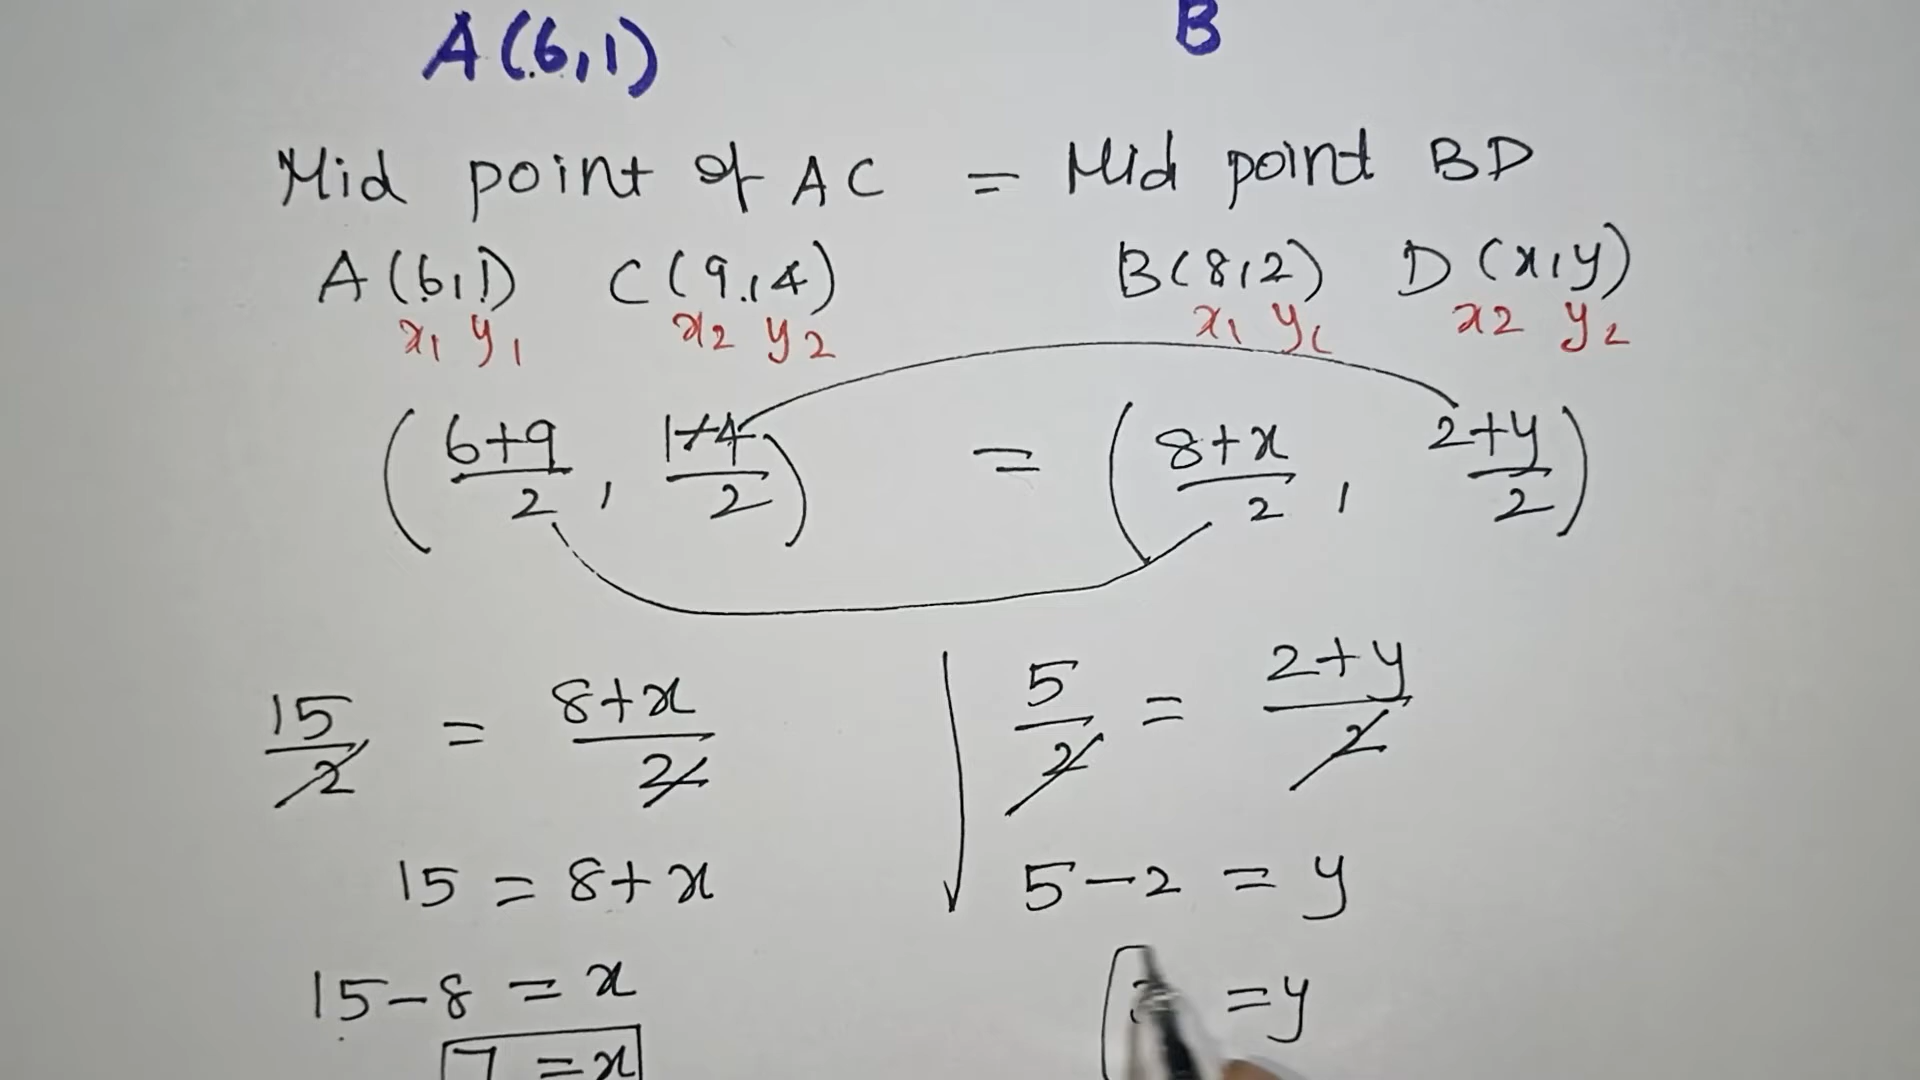 A(6,1) B
Mid point of AC = Mid point BD
A(6,1) C(9,4) B(8,2) D(x,y)
x1 y1 x2 y2 x1 y1 x2 y2
(6+9/2, 1+4/2) = (8+x/2, 2+y/2)
15/2 = 8+x/2 5/2 = 2+y/2
15 = 8+x 5-2 = y
15-8 = x =y
7 = x